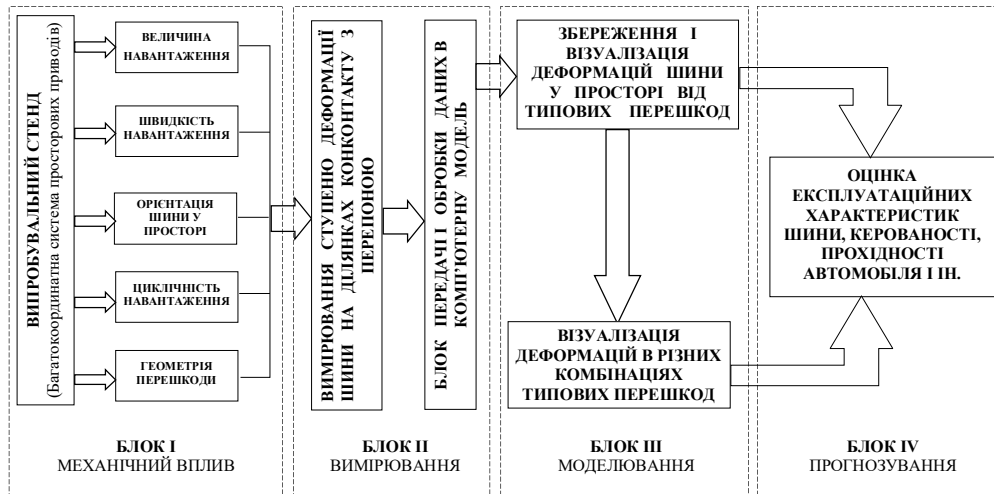 ВИПРОБУВАЛЬНИЙ СТЕНД
(Багатокоординатна система просторових приводів)
ВЕЛИЧИНА
НАВАНТАЖЕННЯ
ШВИДКІСТЬ
НАВАНТАЖЕННЯ
ОРІЄНТАЦІЯ
ШИНИ У
ПРОСТОРІ
ЦИКЛІЧНІСТЬ
НАВАНТАЖЕННЯ
ГЕОМЕТРІЯ
ПЕРЕШКОДИ
БЛОК І
МЕХАНІЧНИЙ ВПЛИВ
ВИМІРЮВАННЯ СТУПЕНЮ ДЕФОРМАЦІЇ
ШИНИ НА ДІЛЯНКАХ КОНКОНТАКТУ З
ПЕРЕПОНОЮ
БЛОК ПЕРЕДАЧІ І ОБРОБКИ ДАНИХ В
КОМП'ЮТЕРНУ МОДЕЛЬ
БЛОК ІІ
ВИМІРЮВАННЯ
ЗБЕРЕЖЕННЯ І
ВІЗУАЛІЗАЦІЯ
ДЕФОРМАЦІЙ ШИНИ
У ПРОСТОРІ ВІД
ТИПОВИХ ПЕРЕШКОД
ВІЗУАЛІЗАЦІЯ
ДЕФОРМАЦІЙ В РІЗНИХ
КОМБІНАЦІЯХ
ТИПОВИХ ПЕРЕШКОД
БЛОК ІІІ
МОДЕЛЮВАННЯ
ОЦІНКА
ЕКСПЛУАТАЦІЙНИХ
ХАРАКТЕРИСТИК
ШИНИ, КЕРОВАНОСТІ,
ПРОХІДНОСТІ
АВТОМОБІЛЯ І ІН.
БЛОК IV
ПРОГНОЗУВАННЯ